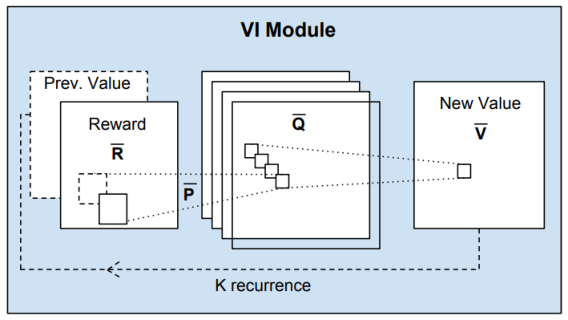 VI Module
Prev. Value
Reward
R̅
P̅
Q̅
New Value
V̅
K recurrence